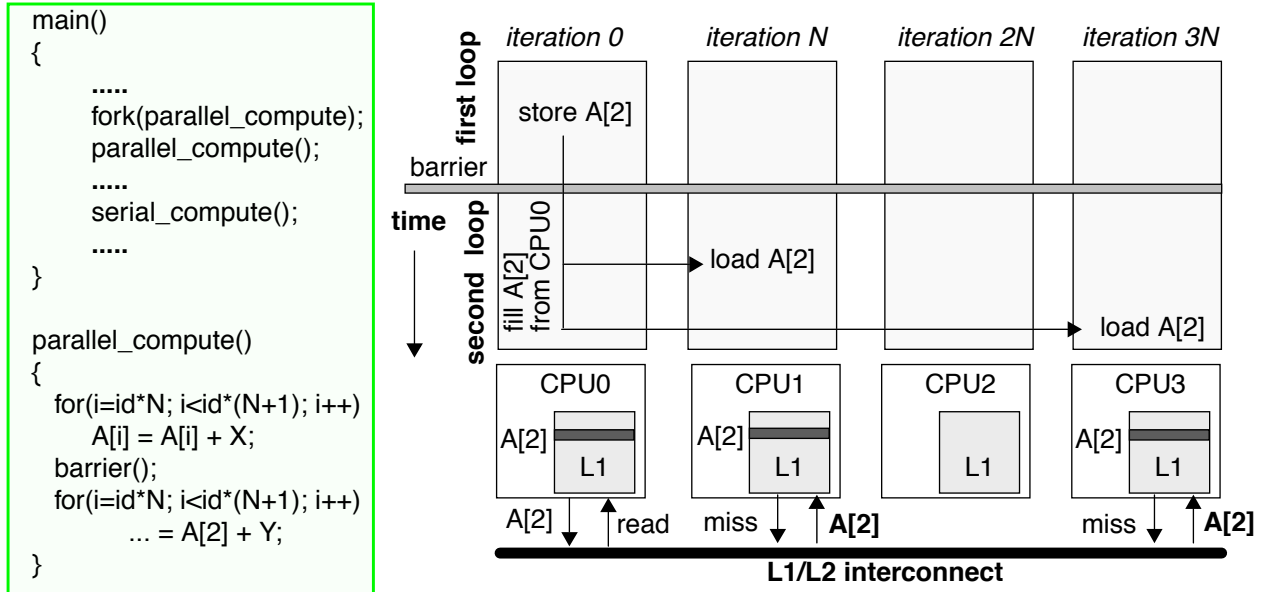 main()
{
.....
fork(parallel_compute);
parallel_compute();
.....
serial_compute();
.....
}
parallel_compute()
{
for(i=id*N; i<id*(N+1); i++)
A[i] = A[i] + X;
barrier();
for(i=id*N; i<id*(N+1); i++)
... = A[2] + Y;
}
iteration 0
iteration N
iteration 2N
iteration 3N
first loop
store A[2]
barrier
time
second loop
fill A[2]
from CPU0
load A[2]
load A[2]
CPU0
CPU1
CPU2
CPU3
A[2]
A[2]
A[2]
L1
L1
L1
L1
A[2]
read
miss
A[2]
miss
A[2]
L1/L2 interconnect